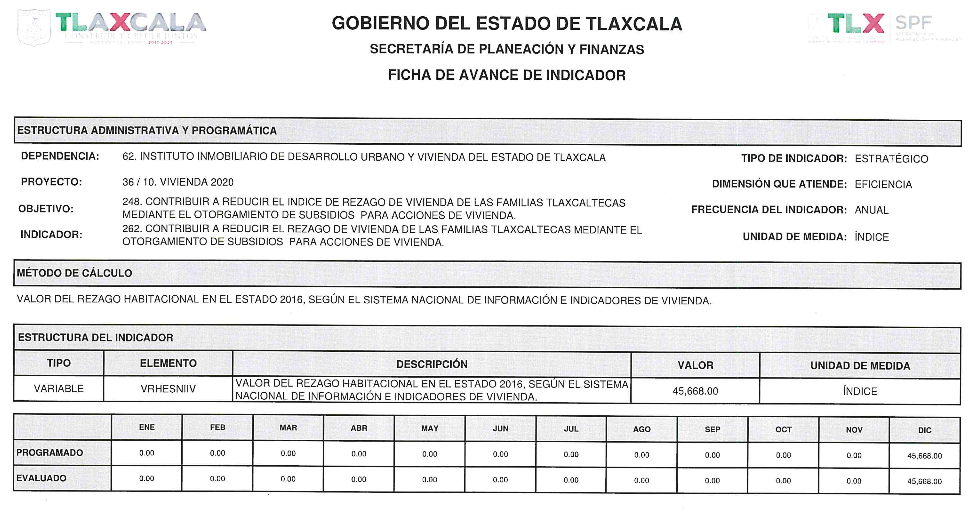 TLAXCALA
CONSTRUIR Y CRECER JUNTOS
2017-2021
GOBIERNO DEL ESTADO DE TLAXCALA
SECRETARÍA DE PLANEACIÓN Y FINANZAS
FICHA DE AVANCE DE INDICADOR
TLX SPF
ESTRUCTURA ADMINISTRATIVA Y PROGRAMÁTICA
DEPENDENCIA: 62. INSTITUTO INMOBILIARIO DE DESARROLLO URBANO Y VIVIENDA DEL ESTADO DE TLAXCALA TIPO DE INDICADOR: ESTRATÉGICO
PROYECTO: 36 / 10. VIVIENDA 2020 DIMENSIÓN QUE ATIENDE: EFICIENCIA
OBJETIVO: 248. CONTRIBUIR A REDUCIR EL INDICE DE REZAGO DE VIVIENDA DE LAS FAMILIAS TLAXCALTECAS
MEDIANTE EL OTORGAMIENTO DE SUBSIDIOS PARA ACCIONES DE VIVIENDA. FRECUENCIA DEL INDICADOR: ANUAL
INDICADOR: 262. CONTRIBUIR A REDUCIR EL REZAGO DE VIVIENDA DE LAS FAMILIAS TLAXCALTECAS MEDIANTE EL
OTORGAMIENTO DE SUBSIDIOS PARA ACCIONES DE VIVIENDA. UNIDAD DE MEDIDA: ÍNDICE
MÉTODO DE CÁLCULO
VALOR DEL REZAGO HABITACIONAL EN EL ESTADO 2016, SEGÚN EL SISTEMA NACIONAL DE INFORMACIÓN E INDICADORES DE VIVIENDA.
ESTRUCTURA DEL INDICADOR
TIPO ELEMENTO DESCRIPCIÓN VALOR UNIDAD DE MEDIDA
VARIABLE VRHESNIIV VALOR DEL REZAGO HABITACIONAL EN EL ESTADO 2016, SEGÚN EL SISTEMA 45,668.00 ÍNDICE
NACIONAL DE INFORMACIÓN E INDICADORES DE VIVIENDA.
ENE FEB MAR ABR MAY JUN JUL AGO SEP OCT NOV DIC
PROGRAMADO 0.00 0.00 0.00 0.00 0.00 0.00 0.00 0.00 0.00 0.00 0.00 45,668.00
EVALUADO 0.00 0.00 0.00 0.00 0.00 0.00 0.00 0.00 0.00 0.00 0.00 45,668.00